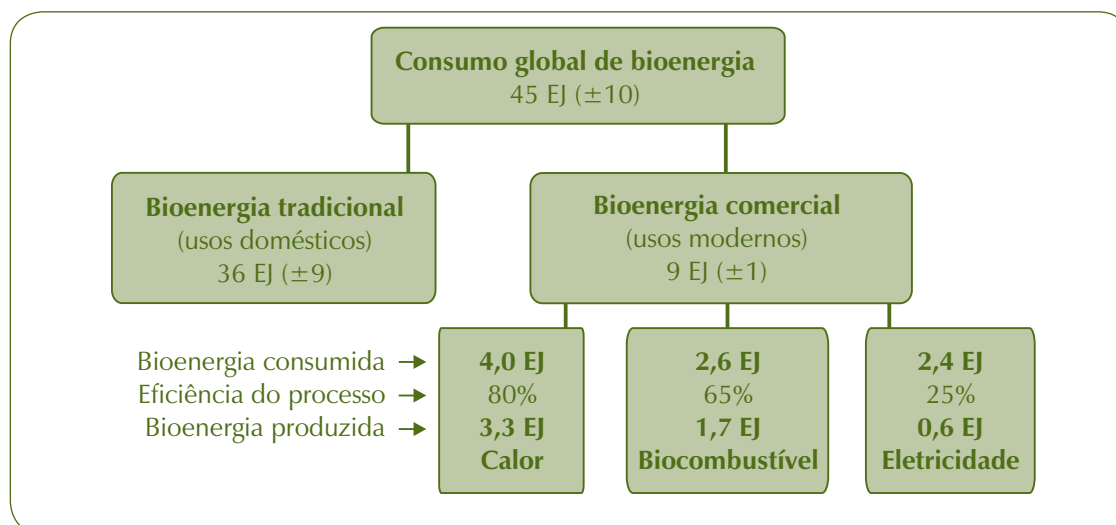 Consumo global de bioenergia
45 EJ (±10)
Bioenergia tradicional
(usos domésticos)
36 EJ (±9)
Bioenergia comercial
(usos modernos)
9 EJ (±1)
Bioenergia consumida → 4,0 EJ 2,6 EJ 2,4 EJ
Eficiência do processo → 80% 65% 25%
Bioenergia produzida → 3,3 EJ 1,7 EJ 0,6 EJ
Calor Biocombustível Eletricidade